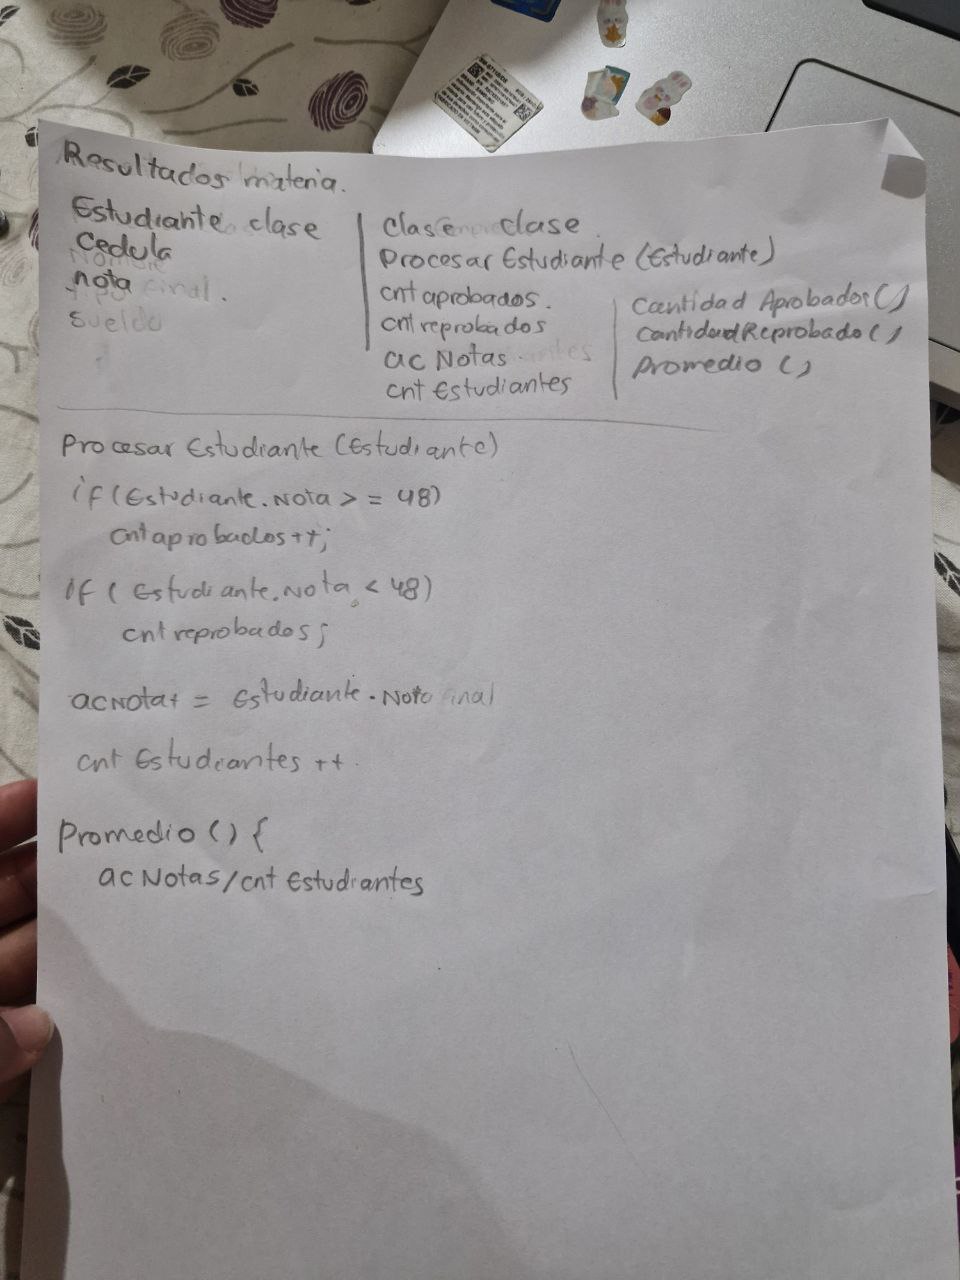 Resultados materia.
Estudiante clase
Cedula
nota final.
Sueldo
clase clase
Procesar Estudiante (Estudiante)
cnt aprobados.
cnt reprobados
ac Notas
cnt Estudiantes
Cantidad Aprobados()
cantidad Reprobado()
Promedio ()
Procesar Estudiante (Estudiante)
if (Estudiante.Nota >= 48)
cnt aprobados ++;
if ( Estudiante.Nota < 48)
cnt reprobados;
acNota+ = Estudiante.Nota final
cnt Estudiantes ++
Promedio () {
ac Notas/cnt Estudiantes